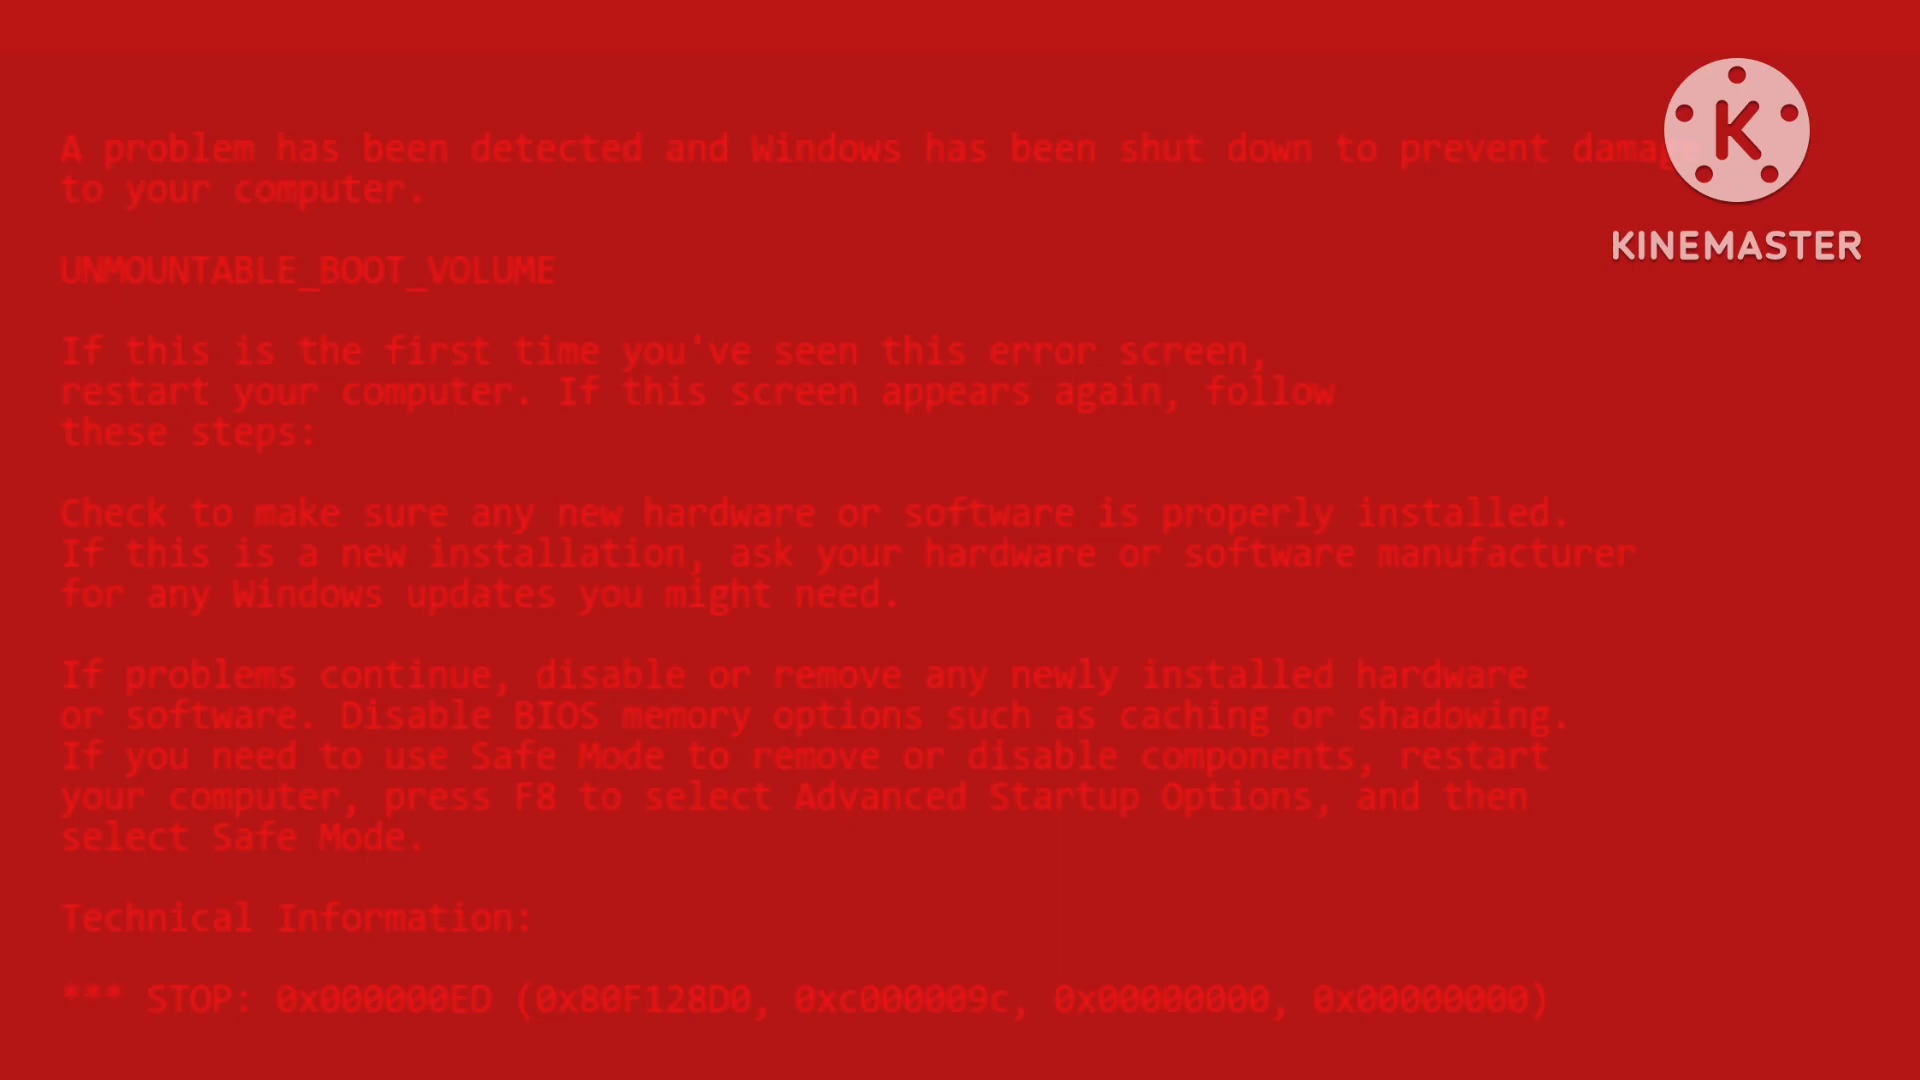 A problem has been detected and Windows has been shut down to prevent damage
to your computer.
UNMOUNTABLE_BOOT_VOLUME
If this is the first time you've seen this error screen,
restart your computer. If this screen appears again, follow
these steps:
Check to make sure any new hardware or software is properly installed.
If this is a new installation, ask your hardware or software manufacturer
for any Windows updates you might need.
If problems continue, disable or remove any newly installed hardware
or software. Disable BIOS memory options such as caching or shadowing.
If you need to use Safe Mode to remove or disable components, restart
your computer, press F8 to select Advanced Startup Options, and then
select Safe Mode.
Technical Information:
*** STOP: 0x000000ED (0x80F128D0, 0xc000009c, 0x00000000, 0x00000000)
K
KINEMASTER